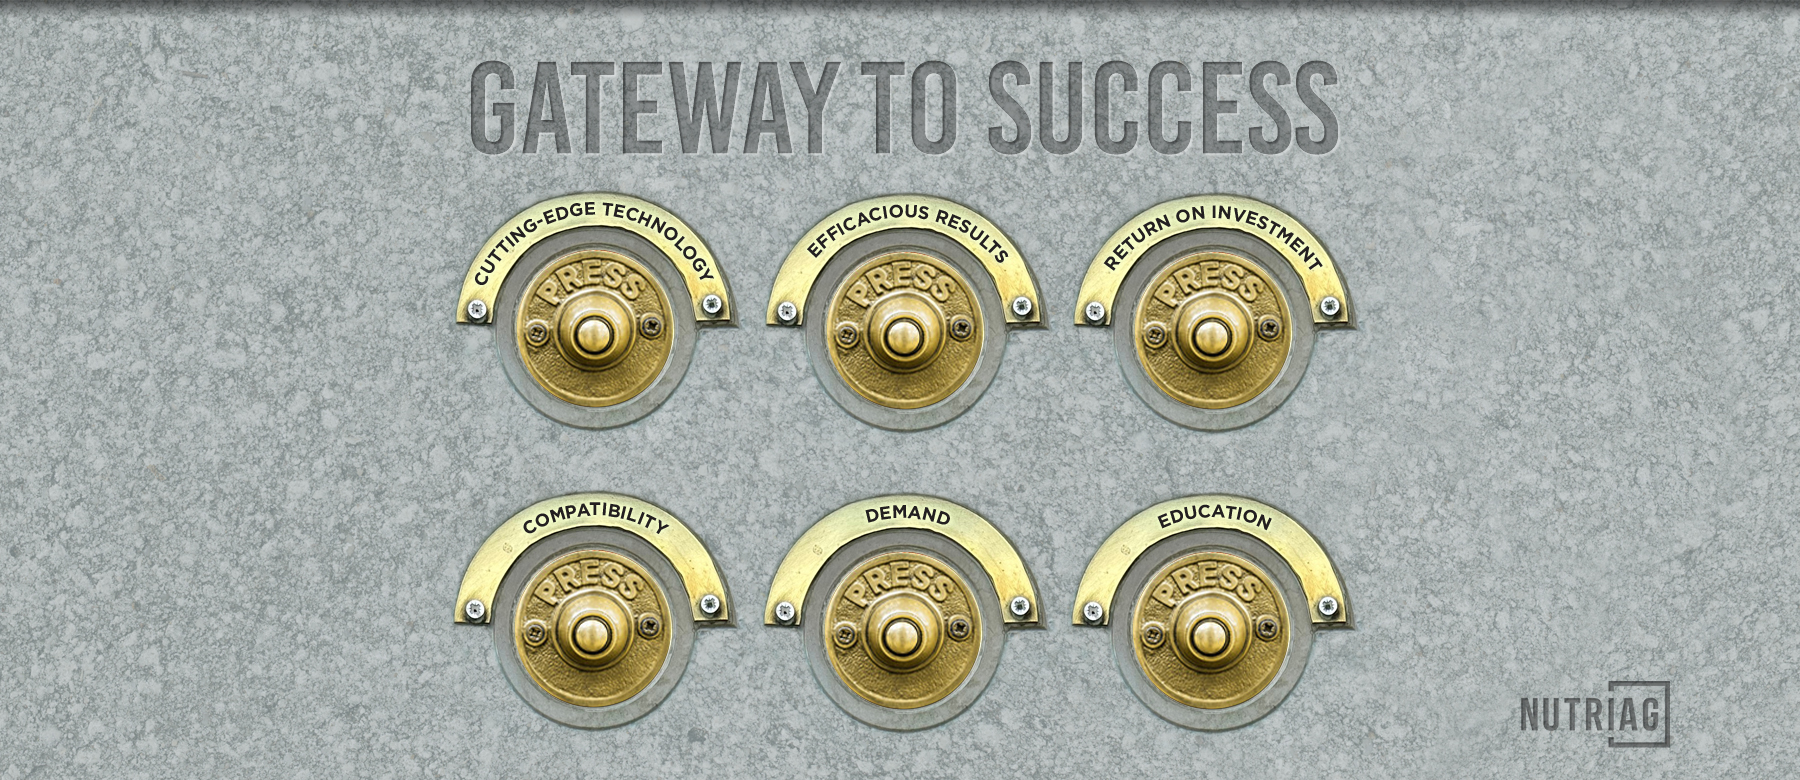 GATEWAY TO SUCCESS
CUTTING-EDGE TECHNOLOGY
PRESS
EFFICACIOUS RESULTS
PRESS
RETURN ON INVESTMENT
PRESS
COMPATIBILITY
PRESS
DEMAND
PRESS
EDUCATION
PRESS
NUTRIAG